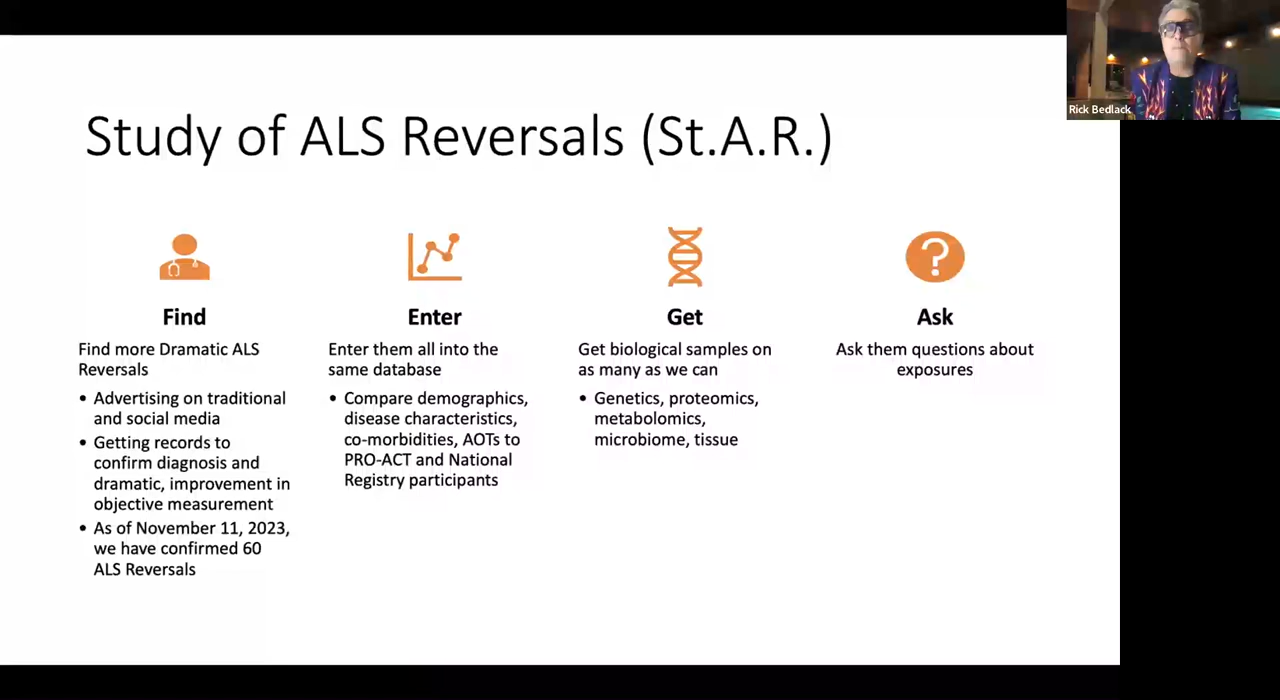 Rick Bedlack
Study of ALS Reversals (St.A.R.)
Find
Find more Dramatic ALS
Reversals
• Advertising on traditional
and social media
• Getting records to
confirm diagnosis and
dramatic, improvement in
objective measurement
• As of November 11, 2023,
we have confirmed 60
ALS Reversals
Enter
Enter them all into the
same database
• Compare demographics,
disease characteristics,
co-morbidities, AOTs to
PRO-ACT and National
Registry participants
Get
Get biological samples on
as many as we can
• Genetics, proteomics,
metabolomics,
microbiome, tissue
Ask
Ask them questions about
exposures